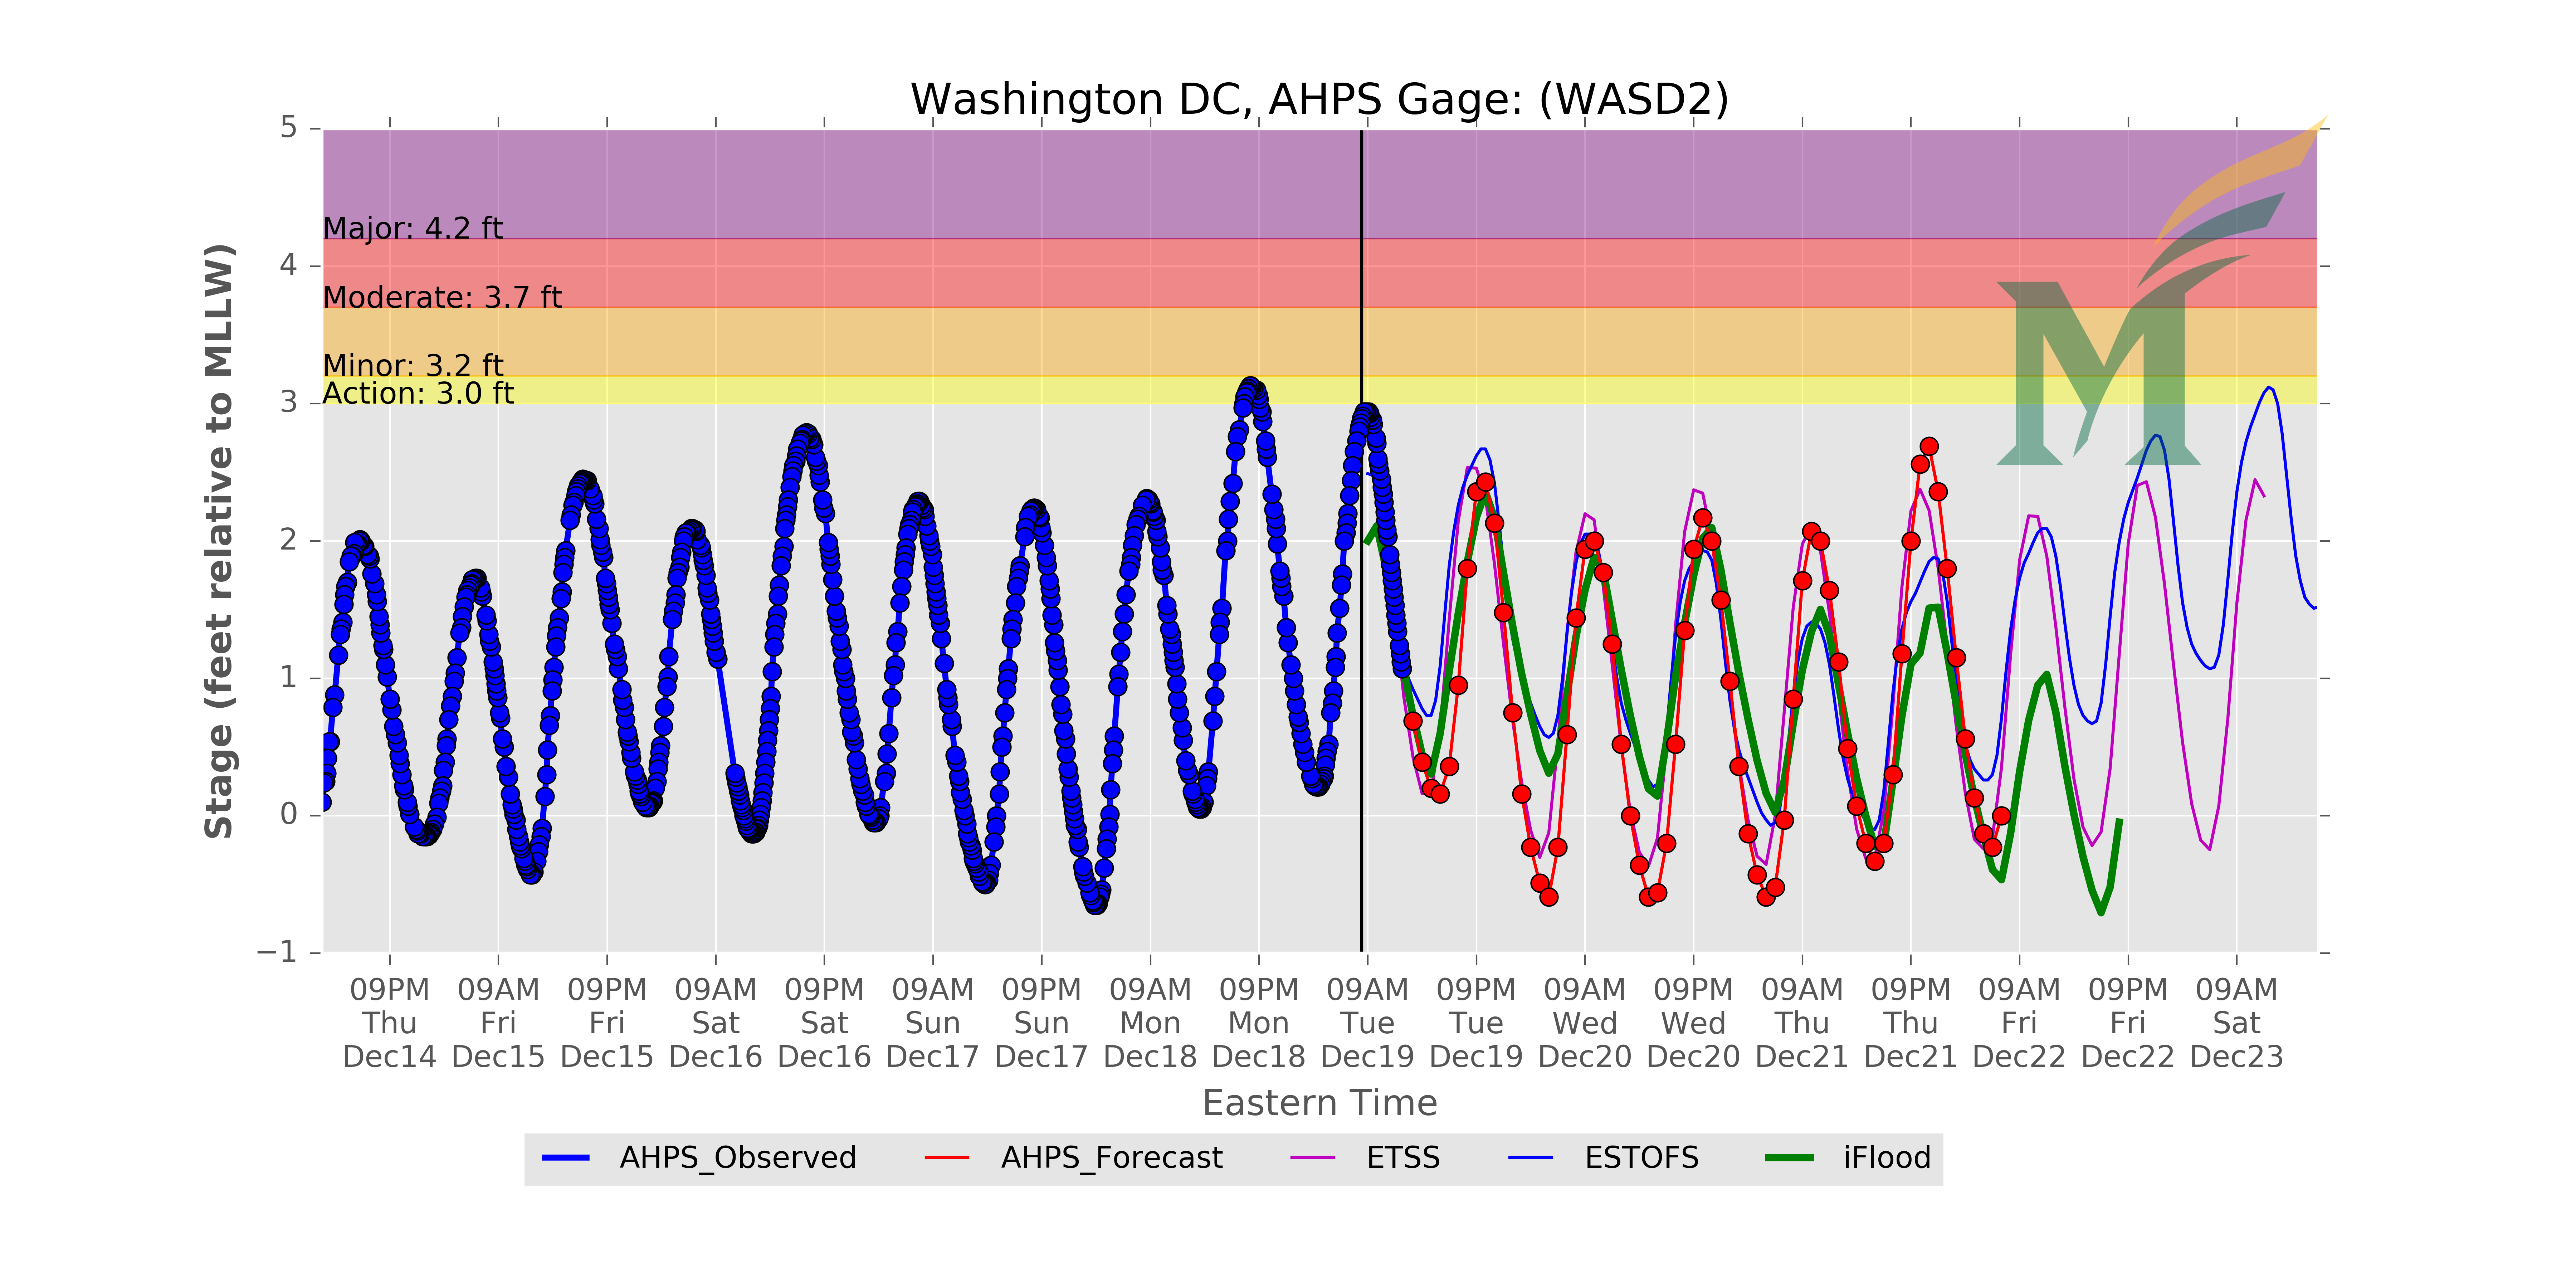 Washington DC, AHPS Gage: (WASD2)
Stage (feet relative to MLLW)
5
4
3
2
1
0
−1
Major: 4.2 ft
Moderate: 3.7 ft
Minor: 3.2 ft
Action: 3.0 ft
M
09PM 09AM 09PM 09AM 09PM 09AM 09PM 09AM 09PM 09AM 09PM 09AM 09PM 09AM 09PM 09AM 09PM 09AM
Thu Fri Fri Sat Sat Sun Sun Mon Mon Tue Tue Wed Wed Thu Thu Fri Fri Sat
Dec14 Dec15 Dec15 Dec16 Dec16 Dec17 Dec17 Dec18 Dec18 Dec19 Dec19 Dec20 Dec20 Dec21 Dec21 Dec22 Dec22 Dec23
Eastern Time
AHPS_Observed AHPS_Forecast ETSS ESTOFS iFlood